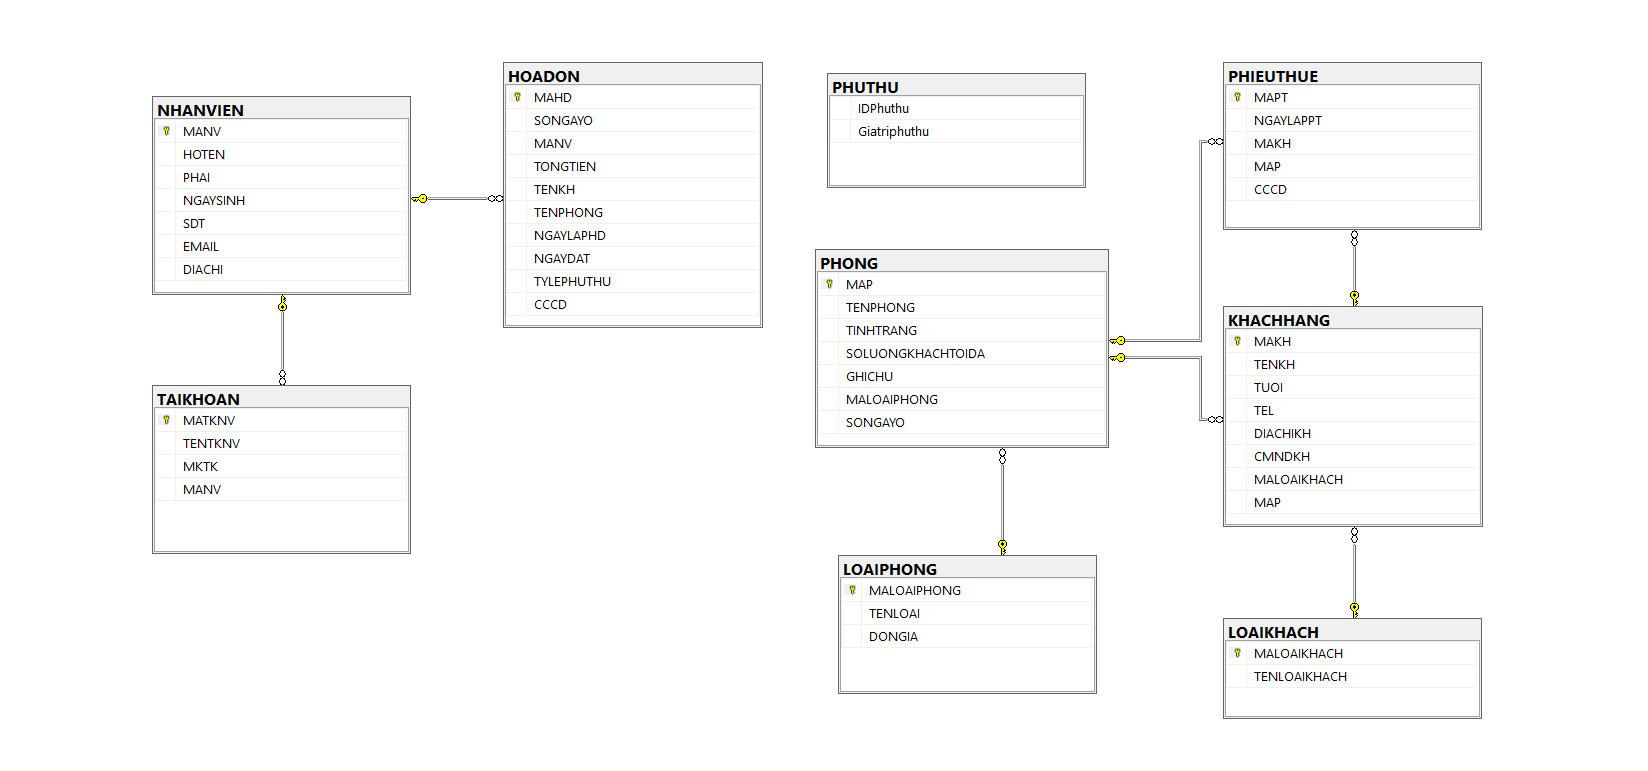 NHANVIEN
MANV
HOTEN
PHAI
NGAYSINH
SDT
EMAIL
DIACHI
TAIKHOAN
MATKNV
TENTKNV
MKTK
MANV
HOADON
MAHD
SONGAYO
MANV
TONGTIEN
TENKH
TENPHONG
NGAYLAPHD
NGAYDAT
TYLEPHUTHU
CCCD
PHUTHU
IDPhuthu
Giatriphuthu
PHONG
MAP
TENPHONG
TINHTRANG
SOLUONGKHACHTOIDA
GHICHU
MALOAIPHONG
SONGAYO
LOAIPHONG
MALOAIPHONG
TENLOAI
DONGIA
PHIEUTHUE
MAPT
NGAYLAPPT
MAKH
MAP
CCCD
KHACHHANG
MAKH
TENKH
TUOI
TEL
DIACHIKH
CMNDKH
MALOAIKHACH
MAP
LOAIKHACH
MALOAIKHACH
TENLOAIKHACH